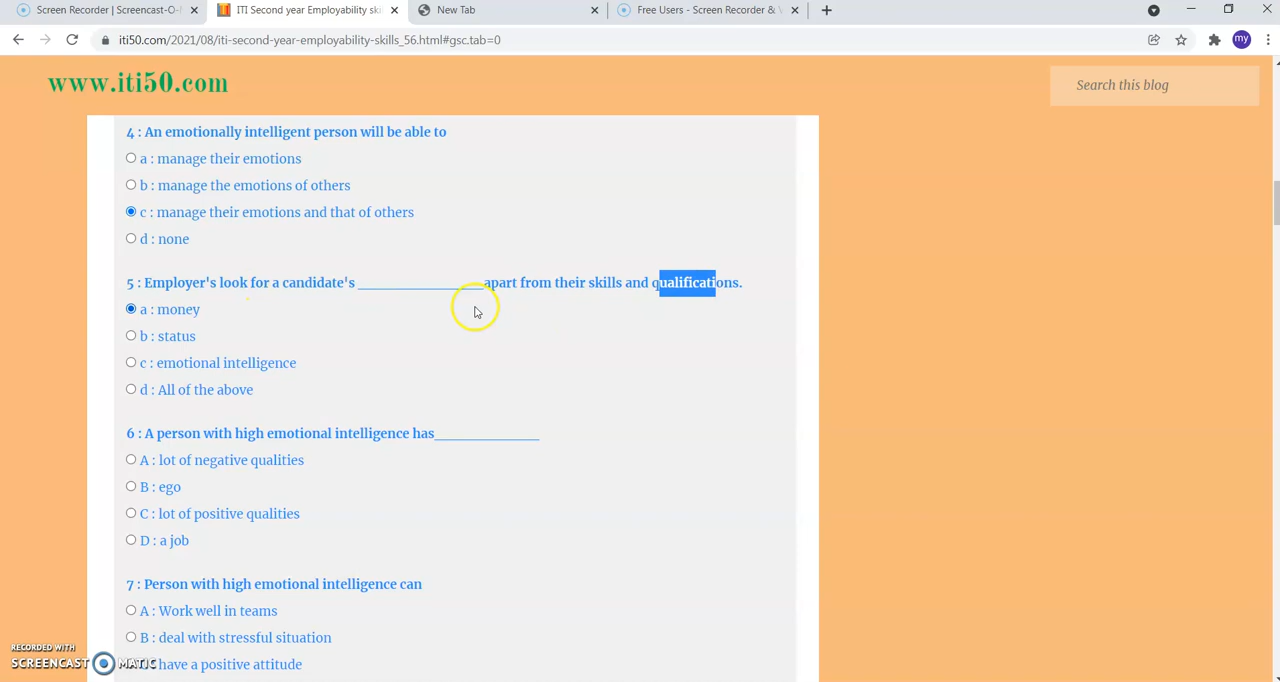 Screen Recorder | Screencast-O-
ITI Second year Employability ski
New Tab
Free Users - Screen Recorder &
iti50.com/2021/08/iti-second-year-employability-skills_56.html#gsc.tab=0
my
www.iti50.com
Search this blog
4 : An emotionally intelligent person will be able to
a : manage their emotions
b : manage the emotions of others
c : manage their emotions and that of others
d : none
5 : Employer's look for a candidate's ________________apart from their skills and qualifications.
a : money
b : status
c : emotional intelligence
d : All of the above
6 : A person with high emotional intelligence has_____________
A : lot of negative qualities
B : ego
C : lot of positive qualities
D : a job
7 : Person with high emotional intelligence can
A : Work well in teams
B : deal with stressful situation
have a positive attitude
RECORDED WITH
SCREENCAST MATIC